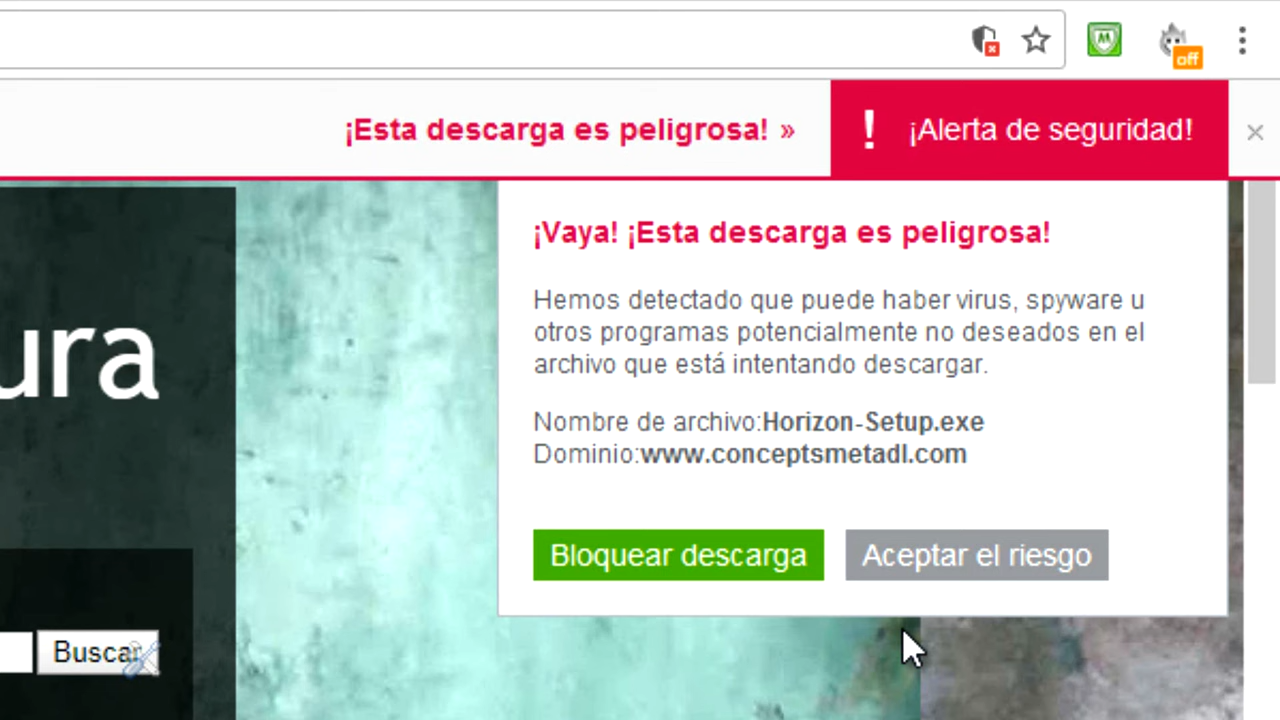 off
¡Esta descarga es peligrosa! »
! ¡Alerta de seguridad!
¡Vaya! ¡Esta descarga es peligrosa!
Hemos detectado que puede haber virus, spyware u
otros programas potencialmente no deseados en el
archivo que está intentando descargar.
Nombre de archivo:Horizon-Setup.exe
Dominio:www.conceptsmetadl.com
Bloquear descarga
Aceptar el riesgo
ura
Buscar